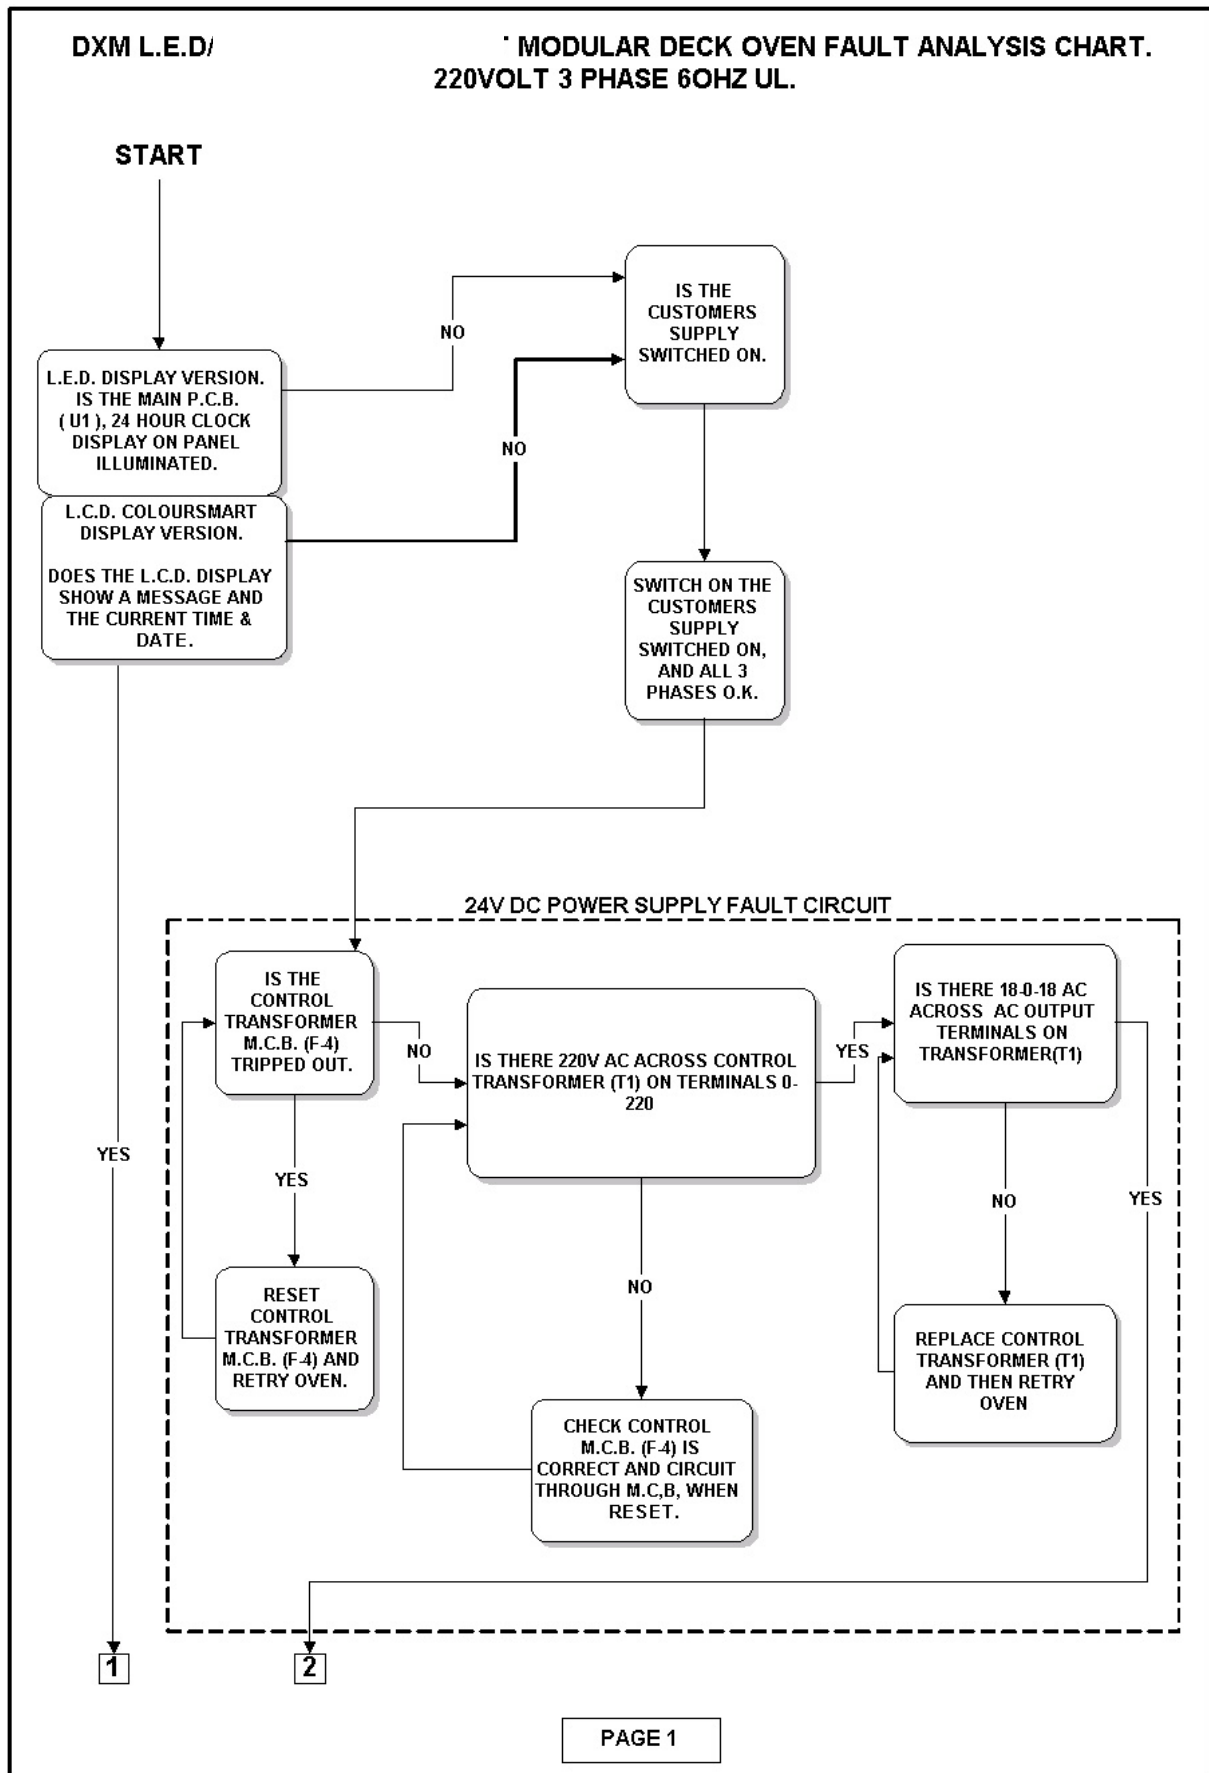 DXM L.E.D/ MODULAR DECK OVEN FAULT ANALYSIS CHART.
220VOLT 3 PHASE 6OHZ UL.
START
L.E.D. DISPLAY VERSION.
IS THE MAIN P.C.B.
( U1 ), 24 HOUR CLOCK
DISPLAY ON PANEL
ILLUMINATED.
L.C.D. COLOURSMART
DISPLAY VERSION.
DOES THE L.C.D. DISPLAY
SHOW A MESSAGE AND
THE CURRENT TIME &
DATE.
NO
NO
IS THE
CUSTOMERS
SUPPLY
SWITCHED ON.
SWITCH ON THE
CUSTOMERS
SUPPLY
SWITCHED ON,
AND ALL 3
PHASES O.K.
YES
24V DC POWER SUPPLY FAULT CIRCUIT
IS THE
CONTROL
TRANSFORMER
M.C.B. (F-4)
TRIPPED OUT.
NO
YES
RESET
CONTROL
TRANSFORMER
M.C.B. (F-4) AND
RETRY OVEN.
IS THERE 220V AC ACROSS CONTROL
TRANSFORMER (T1) ON TERMINALS 0-
220
YES
NO
CHECK CONTROL
M.C.B. (F-4) IS
CORRECT AND CIRCUIT
THROUGH M.C,B, WHEN
RESET.
IS THERE 18-0-18 AC
ACROSS AC OUTPUT
TERMINALS ON
TRANSFORMER(T1)
NO
YES
REPLACE CONTROL
TRANSFORMER (T1)
AND THEN RETRY
OVEN
1
2
PAGE 1